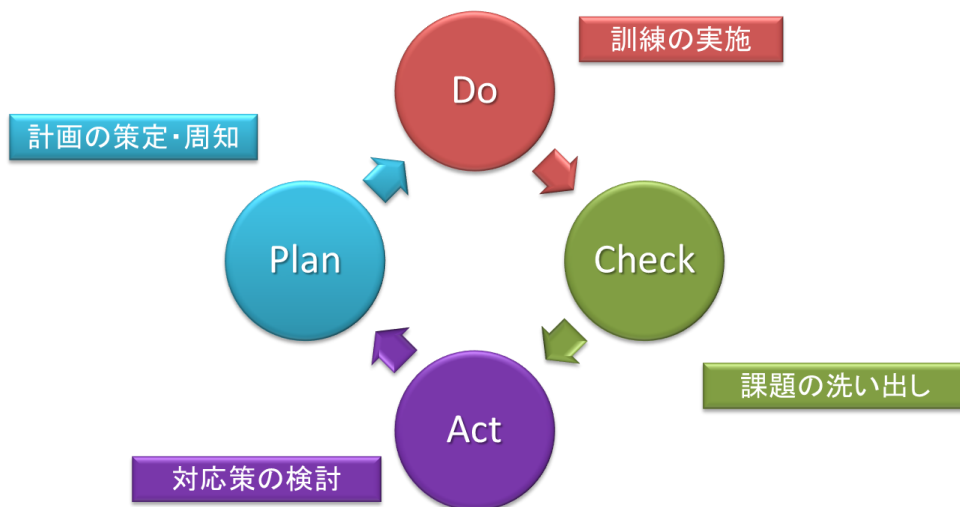 Do
訓練の実施
計画の策定・周知
Plan
Check
課題の洗い出し
Act
対応策の検討